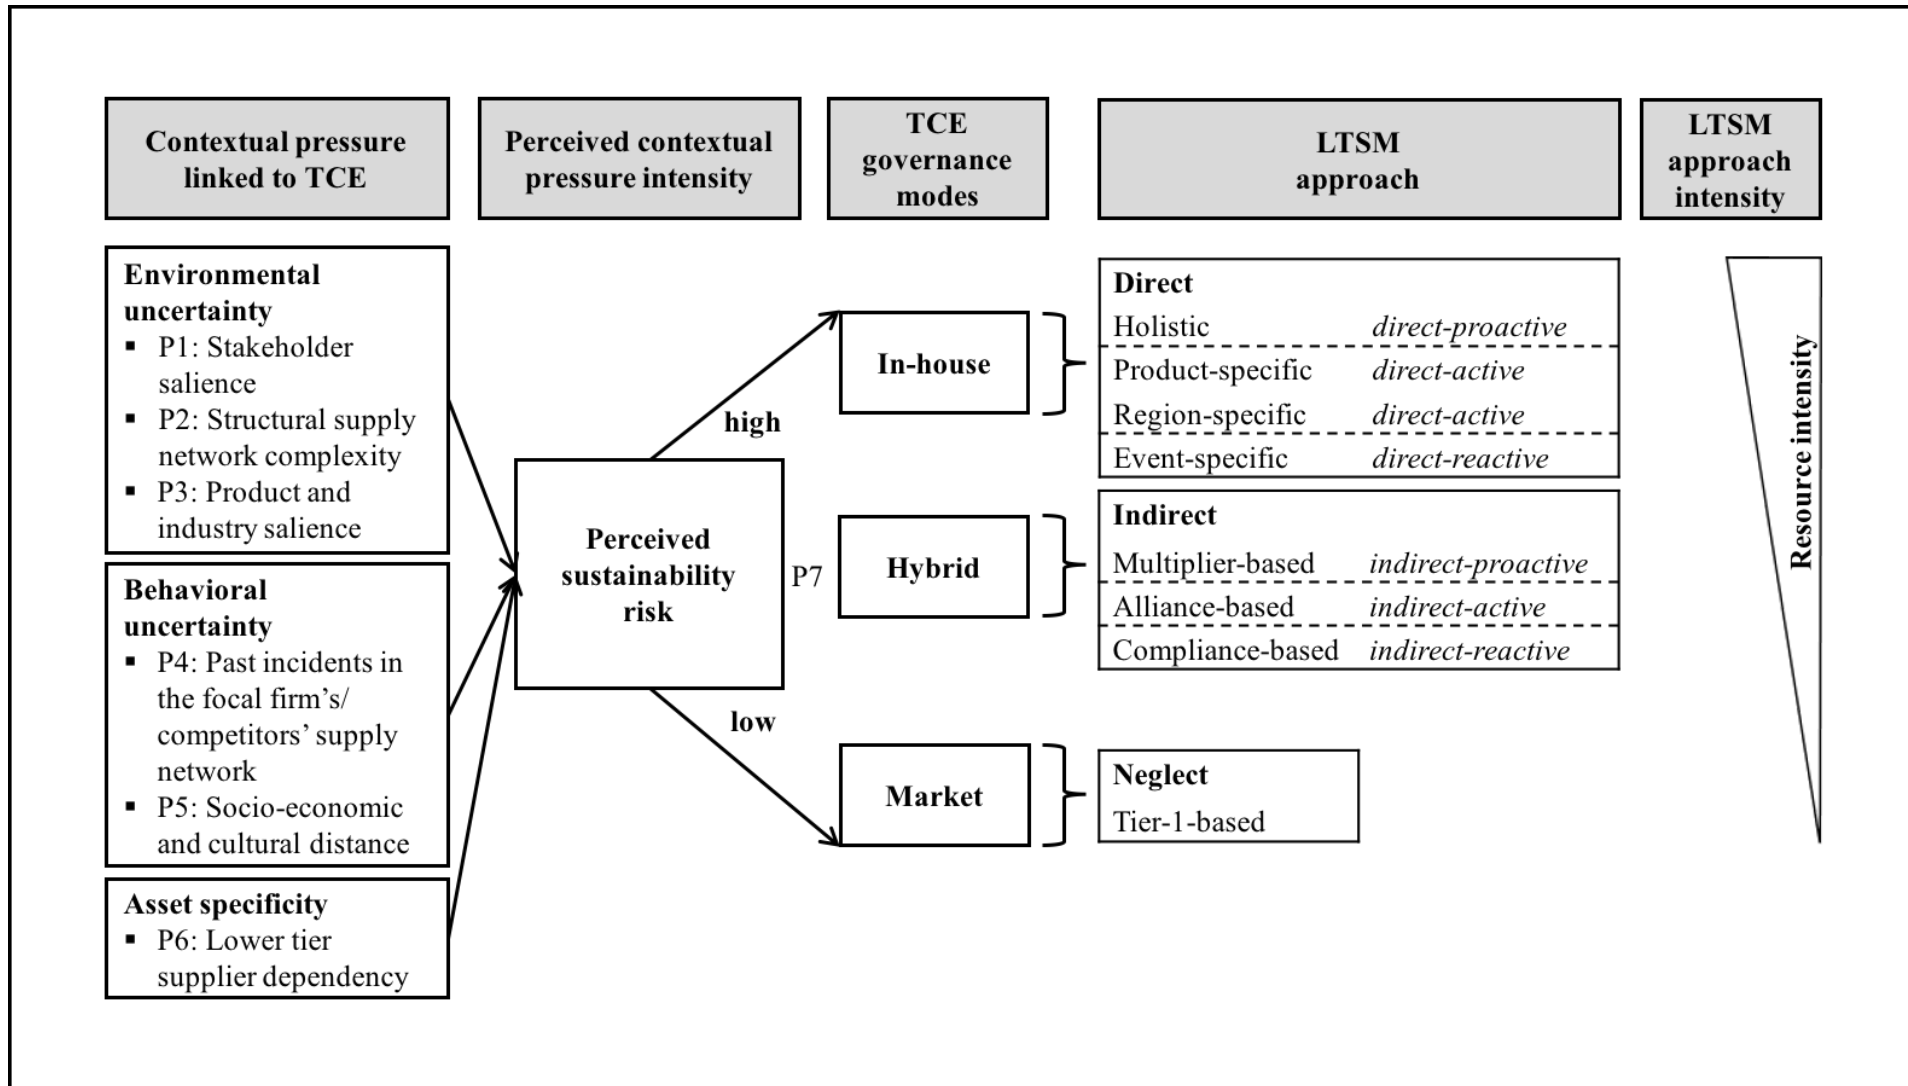 Contextual pressure
linked to TCE
Perceived contextual
pressure intensity
TCE
governance
modes
LTSM
approach
LTSM
approach
intensity
Environmental
uncertainty
▪ P1: Stakeholder
salience
▪ P2: Structural supply
network complexity
▪ P3: Product and
industry salience
Behavioral
uncertainty
▪ P4: Past incidents in
the focal firm’s/
competitors’ supply
network
▪ P5: Socio-economic
and cultural distance
Asset specificity
▪ P6: Lower tier
supplier dependency
Perceived
sustainability
risk
high
low
P7
In-house
Hybrid
Market
Direct
Holistic direct-proactive
Product-specific direct-active
Region-specific direct-active
Event-specific direct-reactive
Indirect
Multiplier-based indirect-proactive
Alliance-based indirect-active
Compliance-based indirect-reactive
Neglect
Tier-1-based
Resource intensity